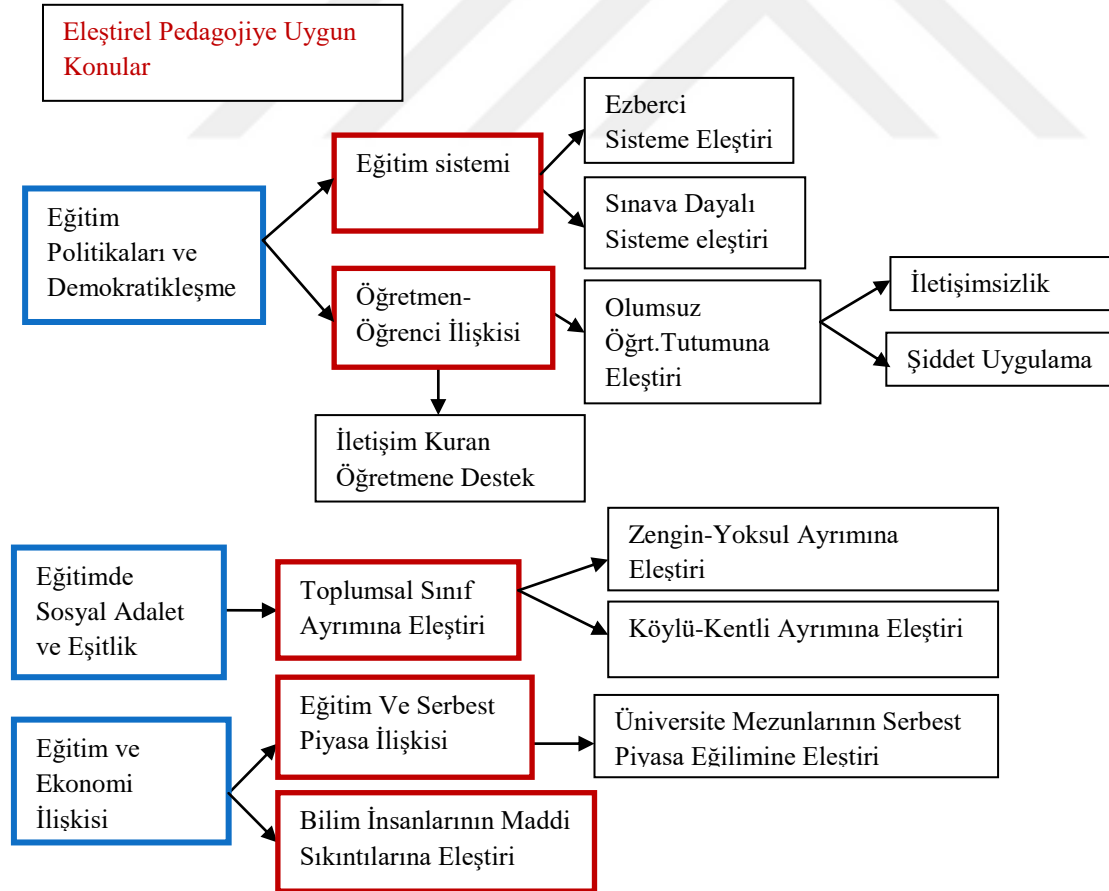 Eleştirel Pedagojiye Uygun
Konular
Eğitim
Politikaları ve
Demokratikleşme
Eğitim sistemi
Ezberci
Sisteme Eleştiri
Sınava Dayalı
Sisteme eleştiri
Öğretmen-
Öğrenci İlişkisi
Olumsuz
Öğrt.Tutumuna
Eleştiri
İletişimsizlik
Şiddet Uygulama
İletişim Kuran
Öğretmene Destek
Eğitimde
Sosyal Adalet
ve Eşitlik
Toplumsal Sınıf
Ayrımına Eleştiri
Zengin-Yoksul Ayrımına
Eleştiri
Köylü-Kentli Ayrımına Eleştiri
Eğitim ve
Ekonomi
İlişkisi
Eğitim Ve Serbest
Piyasa İlişkisi
Üniversite Mezunlarının Serbest
Piyasa Eğilimine Eleştiri
Bilim İnsanlarının Maddi
Sıkıntılarına Eleştiri